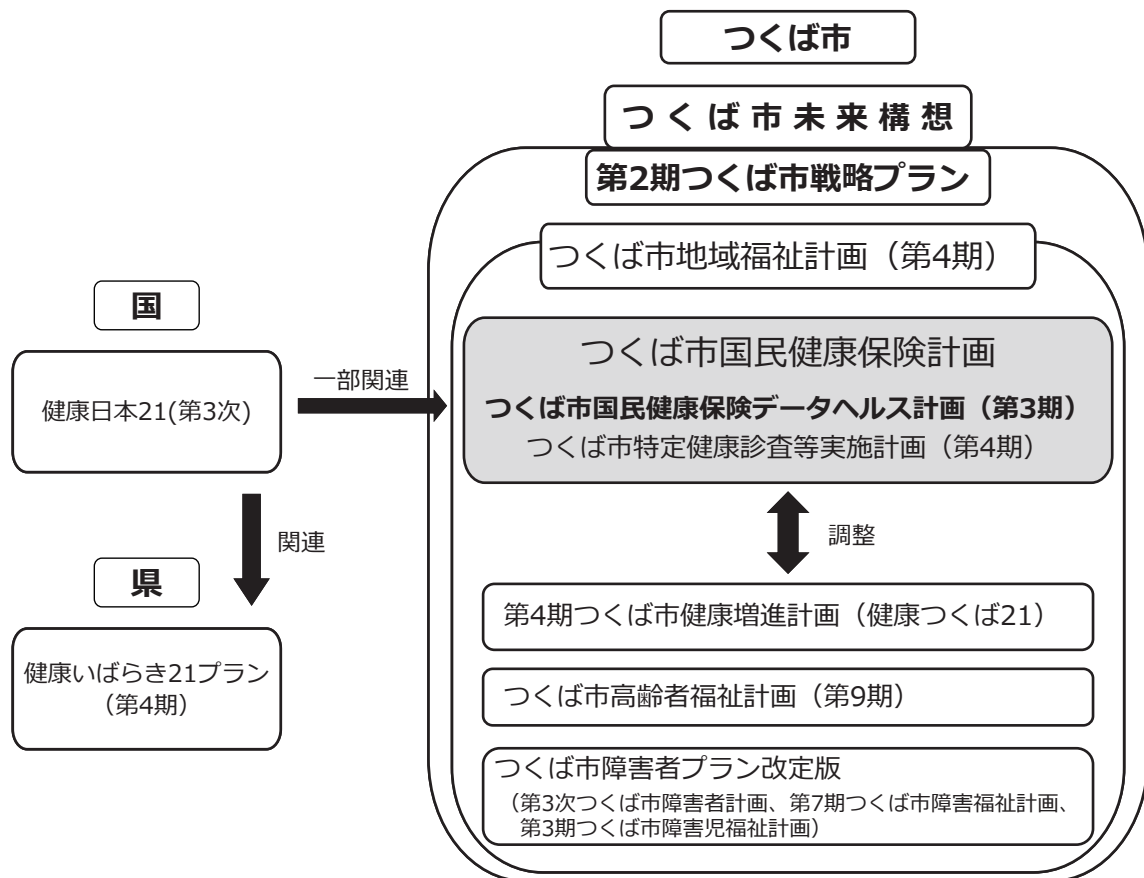 つくば市
つくば市未来構想
第2期つくば市戦略プラン
つくば市地域福祉計画（第4期）
国
健康日本21(第3次)
一部関連
つくば市国民健康保険計画
つくば市国民健康保険データヘルス計画（第3期）
つくば市特定健康診査等実施計画（第4期）
関連
調整
県
健康いばらき21プラン
（第4期）
第4期つくば市健康増進計画（健康つくば21）
つくば市高齢者福祉計画（第9期）
つくば市障害者プラン改定版
（第3次つくば市障害者計画、第7期つくば市障害福祉計画、
第3期つくば市障害児福祉計画）